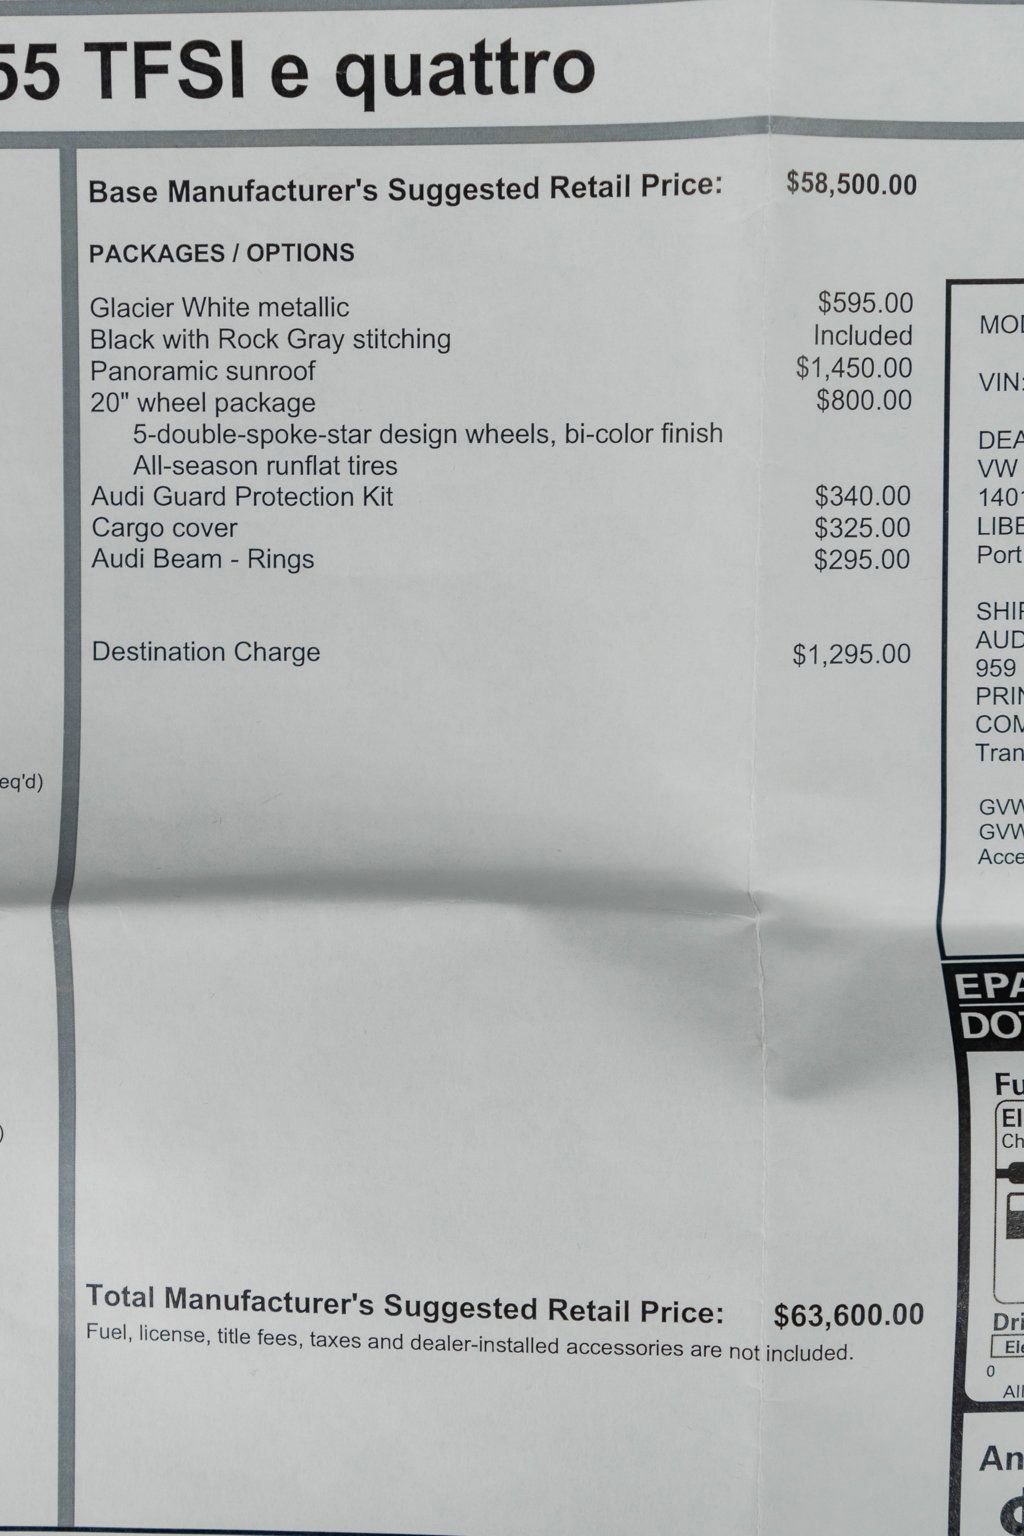 55 TFSI e quattro
Base Manufacturer's Suggested Retail Price: $58,500.00
PACKAGES / OPTIONS
Glacier White metallic $595.00
Black with Rock Gray stitching Included
Panoramic sunroof $1,450.00
20" wheel package $800.00
5-double-spoke-star design wheels, bi-color finish
All-season runflat tires
Audi Guard Protection Kit $340.00
Cargo cover $325.00
Audi Beam - Rings $295.00
Destination Charge $1,295.00
eq'd)
)
Total Manufacturer's Suggested Retail Price: $63,600.00
Fuel, license, title fees, taxes and dealer-installed accessories are not included.
VIN:
VW
1401
Port
959
EPA
DOT
0